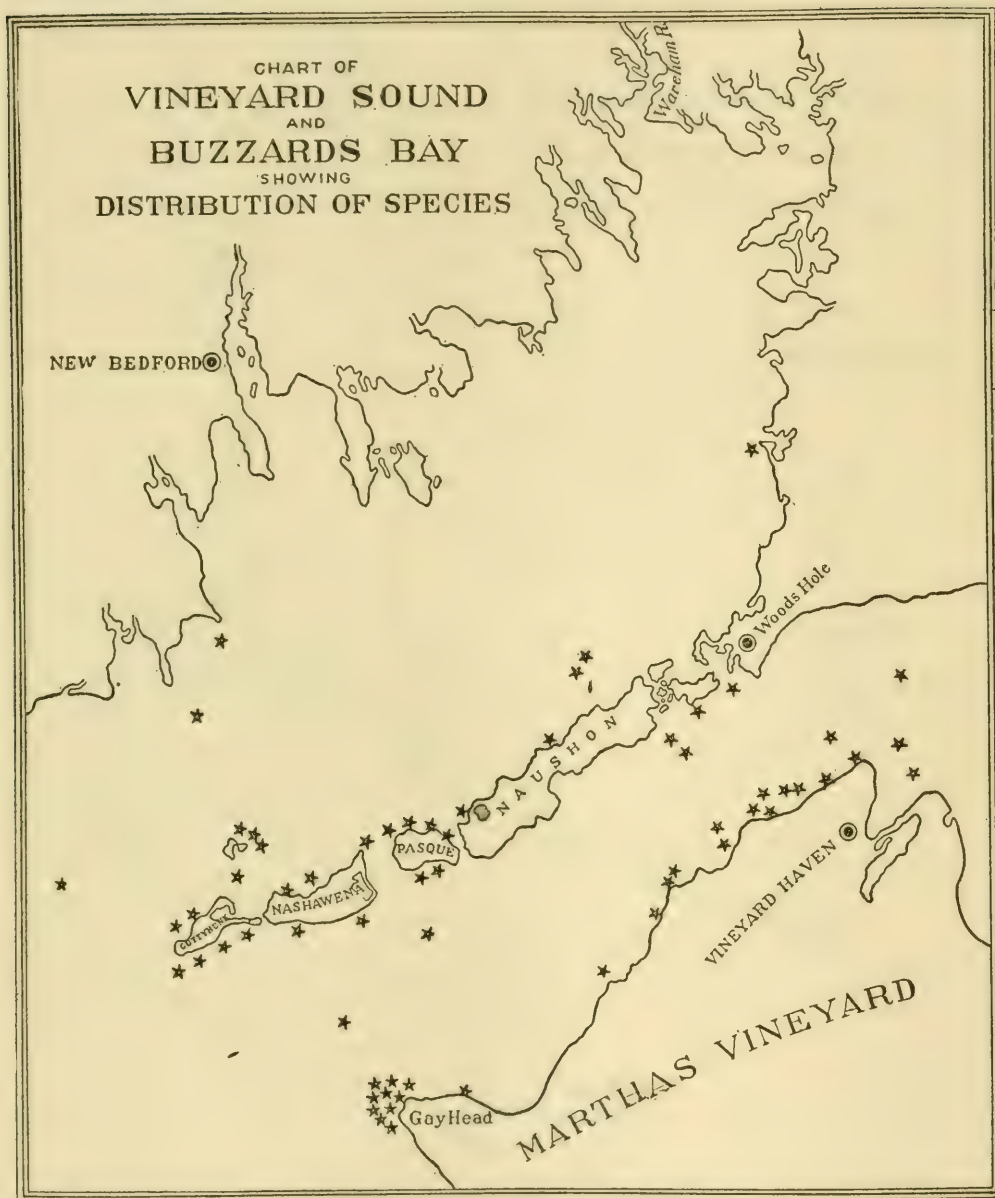 CHART OF
VINEYARD SOUND
AND
BUZZARDS BAY
SHOWING
DISTRIBUTION OF SPECIES
Wareham R.
NEW BEDFORD
Woods Hole
NAUSHON
PASQUE
NASHAWENA
CUTTYHUNK
VINEYARD HAVEN
MARTHAS VINEYARD
Gay Head